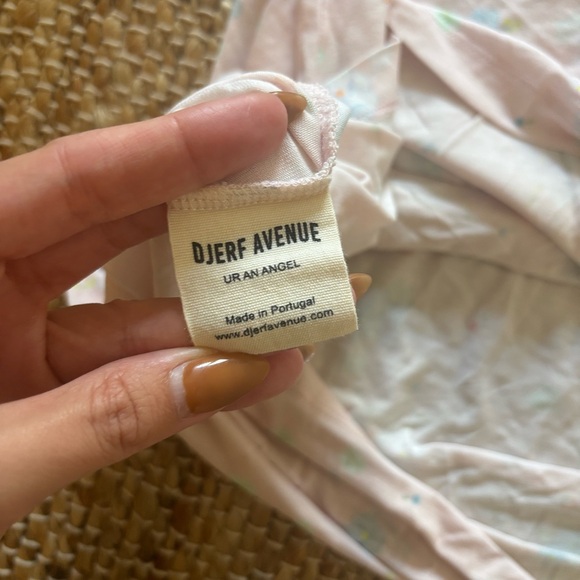 DJERF AVENUE
UR AN ANGEL
Made in Portugal
www.djerfavenue.com